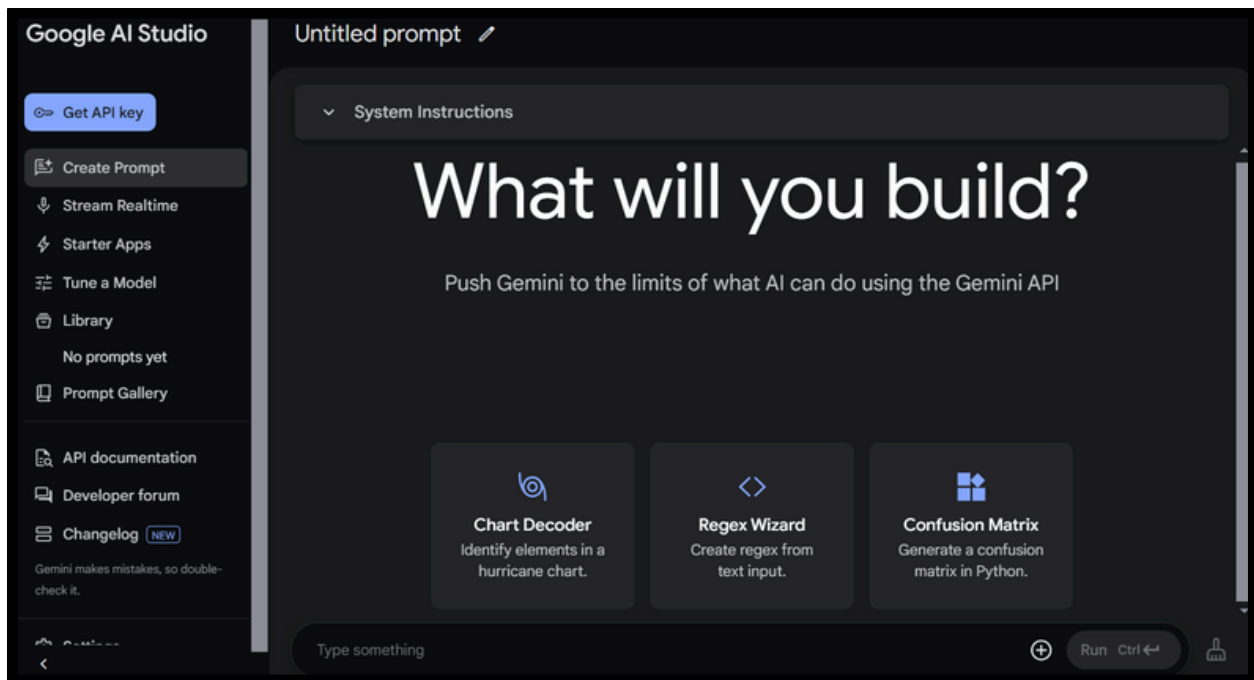 Google AI Studio
Get API key
Create Prompt
Stream Realtime
Starter Apps
Tune a Model
Library
No prompts yet
Prompt Gallery
API documentation
Developer forum
Changelog NEW
Gemini makes mistakes, so double-
check it.
Settings
Untitled prompt
System Instructions
What will you build?
Push Gemini to the limits of what AI can do using the Gemini API
Chart Decoder
Identify elements in a
hurricane chart.
Regex Wizard
Create regex from
text input.
Confusion Matrix
Generate a confusion
matrix in Python.
Type something
Run Ctrl